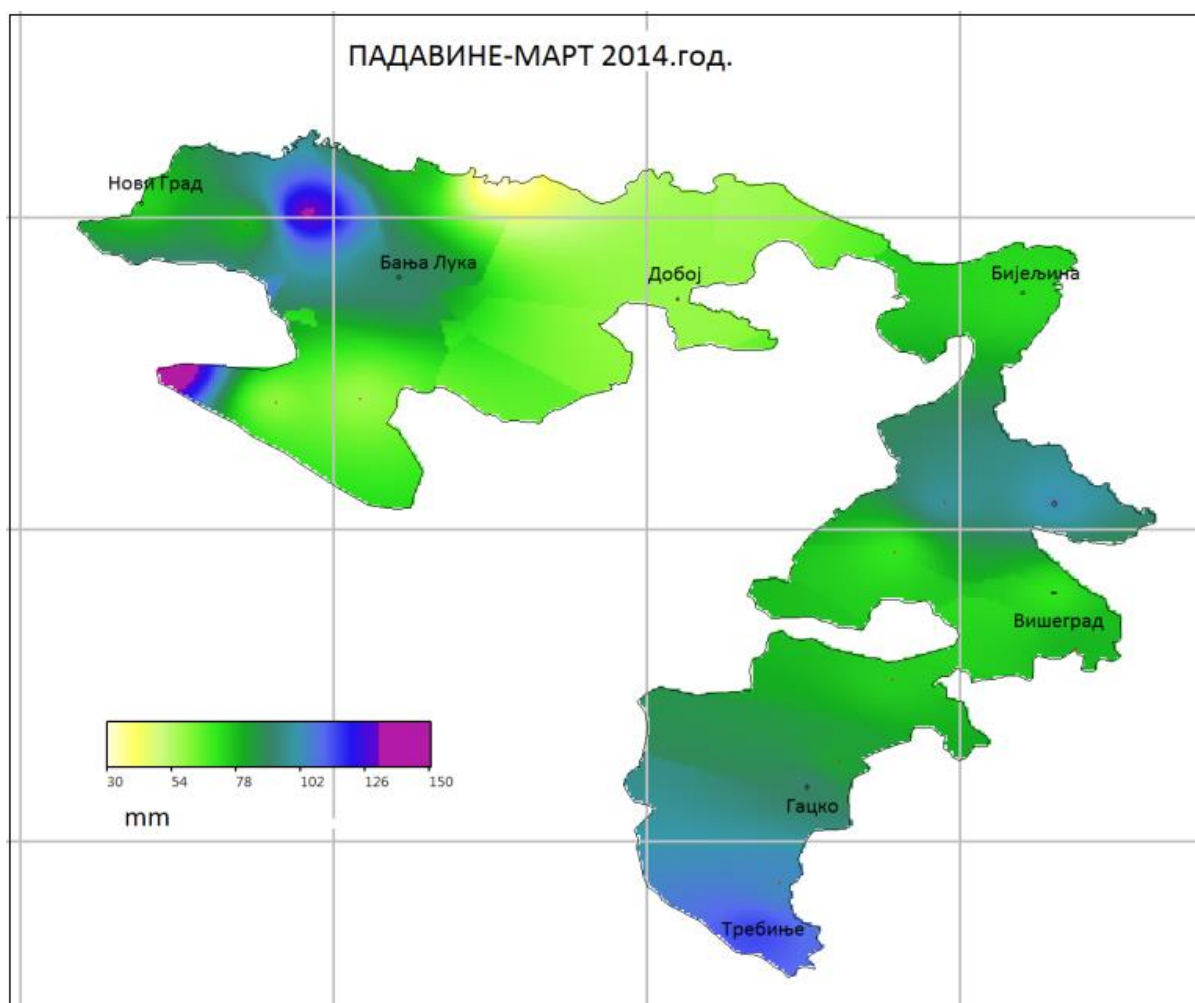 ПАДАВИНЕ-МАРТ 2014.год.
Нови Град
Бања Лука
Добој
Бијељина
Вишеград
30 54 78 102 126 150
mm
Гацко
Требиње